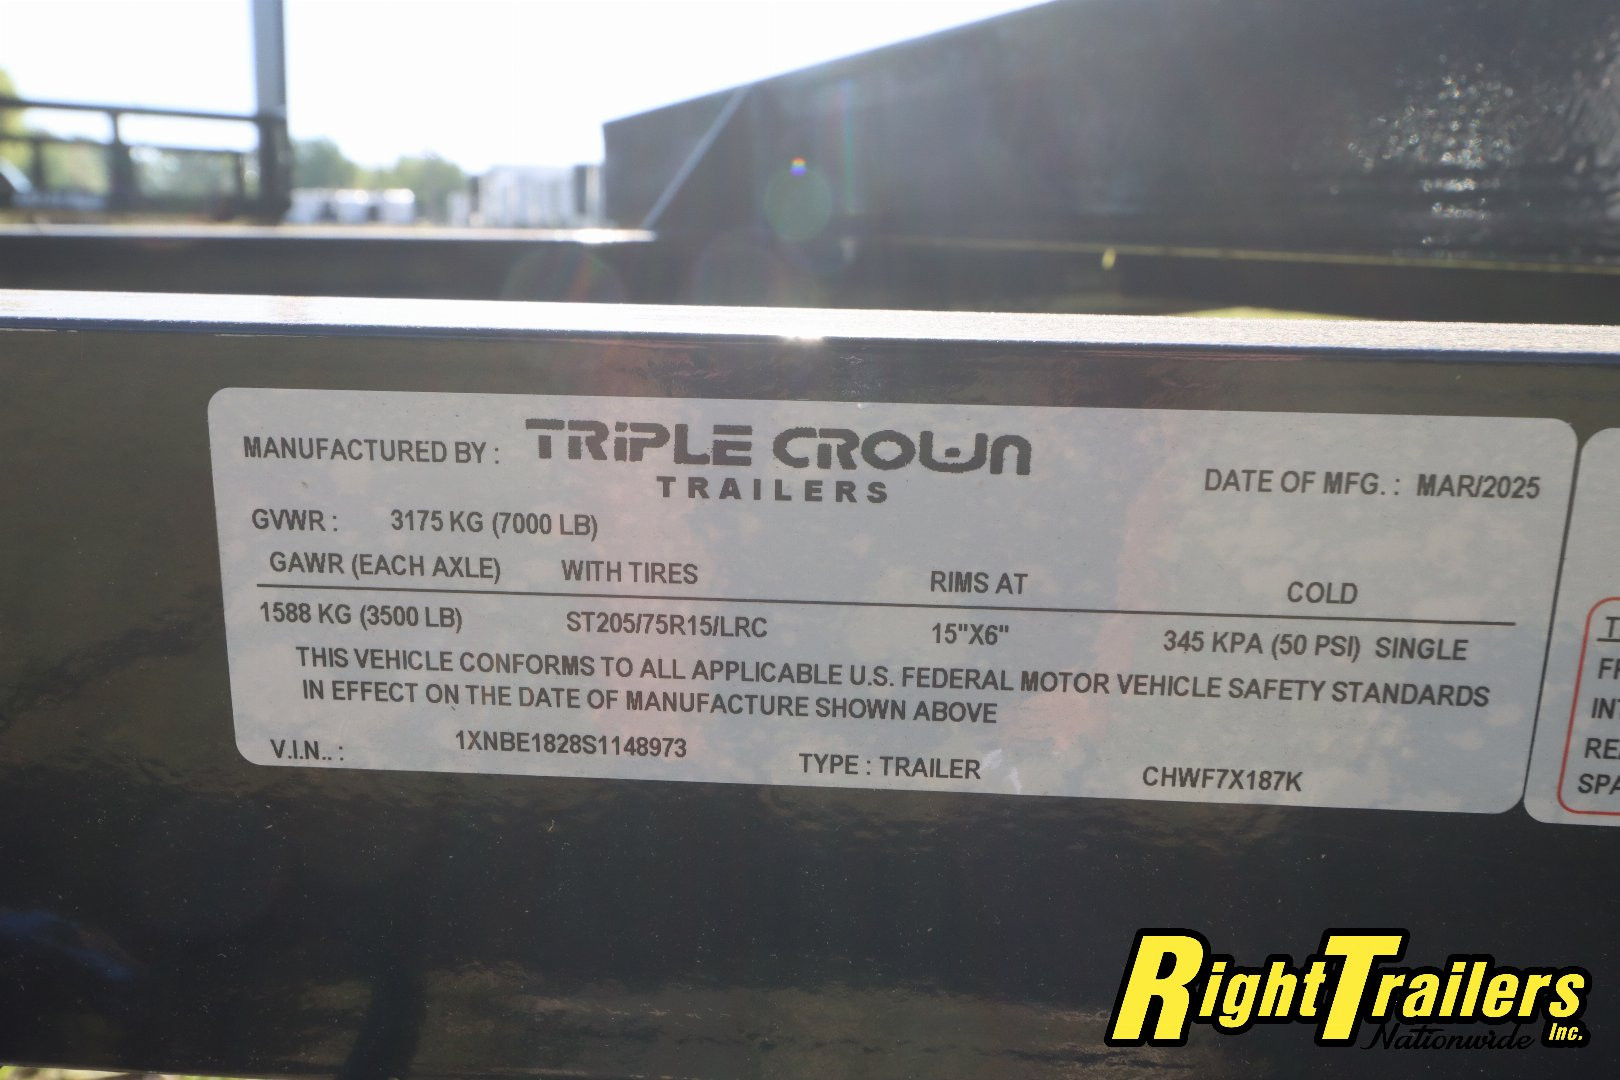 MANUFACTURED BY : TRIPLE CROWN
TRAILERS
DATE OF MFG. : MAR/2025
GVWR : 3175 KG (7000 LB)
GAWR (EACH AXLE) WITH TIRES RIMS AT COLD
1588 KG (3500 LB) ST205/75R15/LRC 15"X6" 345 KPA (50 PSI) SINGLE
THIS VEHICLE CONFORMS TO ALL APPLICABLE U.S. FEDERAL MOTOR VEHICLE SAFETY STANDARDS
IN EFFECT ON THE DATE OF MANUFACTURE SHOWN ABOVE
V.I.N.. : 1XNBE1828S1148973 TYPE : TRAILER CHWF7X187K
RightTrailers Inc.
Nationwide